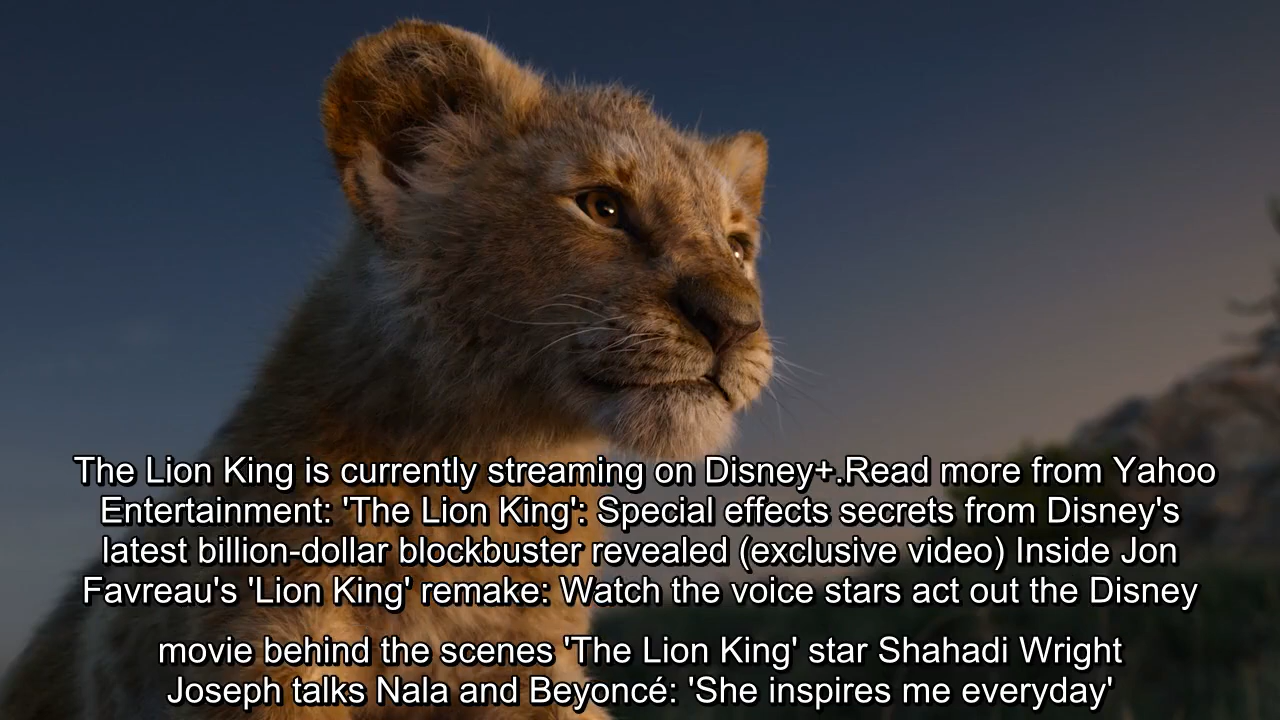 The Lion King is currently streaming on Disney+.Read more from Yahoo
Entertainment: 'The Lion King': Special effects secrets from Disney's
latest billion-dollar blockbuster revealed (exclusive video) Inside Jon
Favreau's 'Lion King' remake: Watch the voice stars act out the Disney
movie behind the scenes 'The Lion King' star Shahadi Wright
Joseph talks Nala and Beyoncé: 'She inspires me everyday'